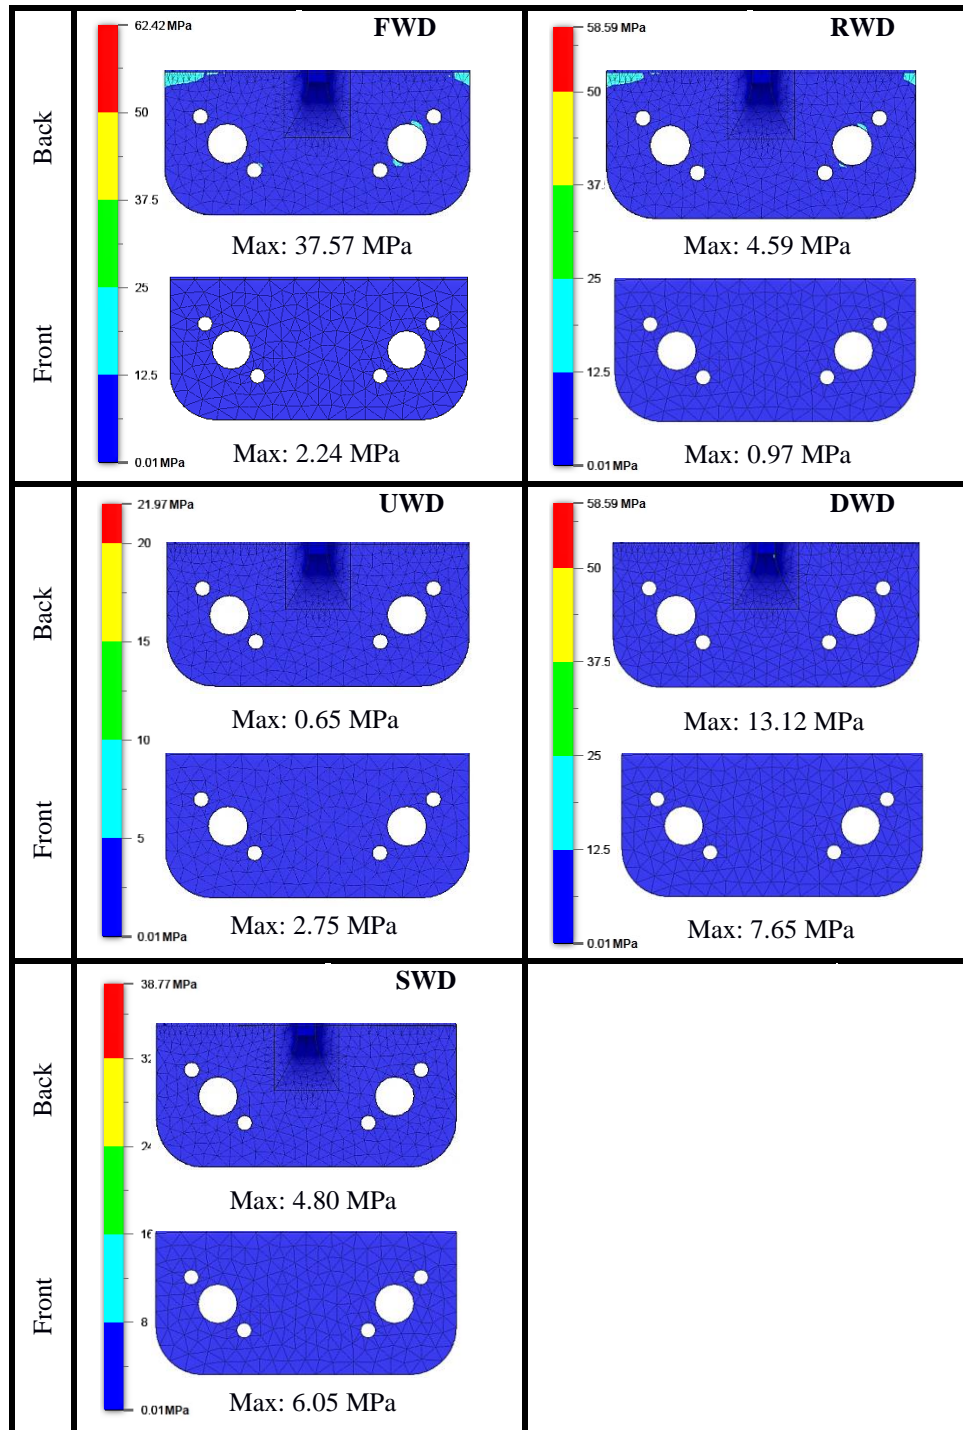 FWD
Back
62.42 MPa
50
37.5
25
12.5
0.01 MPa
Max: 37.57 MPa
Front
Max: 2.24 MPa
RWD
58.59 MPa
50
37.
25
12.5
0.01 MPa
Max: 4.59 MPa
Max: 0.97 MPa
UWD
Back
21.97 MPa
20
15
10
5
0.01 MPa
Max: 0.65 MPa
Front
Max: 2.75 MPa
DWD
58.59 MPa
50
37.5
25
12.5
0.01 MPa
Max: 13.12 MPa
Max: 7.65 MPa
SWD
Back
38.77 MPa
32
24
16
8
0.01 MPa
Max: 4.80 MPa
Front
Max: 6.05 MPa